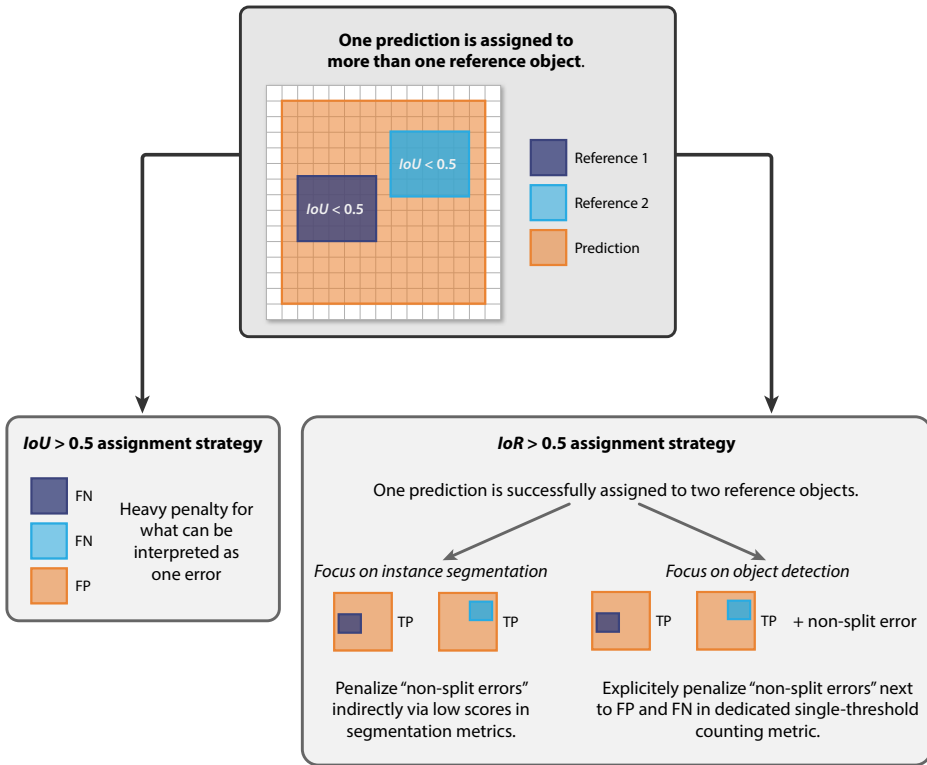 One prediction is assigned to
more than one reference object.
IoU < 0.5
IoU < 0.5
Reference 1
Reference 2
Prediction
IoU > 0.5 assignment strategy
FN
FN
FP
Heavy penalty for
what can be
interpreted as
one error
IoR > 0.5 assignment strategy
One prediction is successfully assigned to two reference objects.
Focus on instance segmentation
TP
TP
Penalize “non-split errors”
indirectly via low scores in
segmentation metrics.
Focus on object detection
TP
TP
+ non-split error
Explicitely penalize “non-split errors” next
to FP and FN in dedicated single-threshold
counting metric.